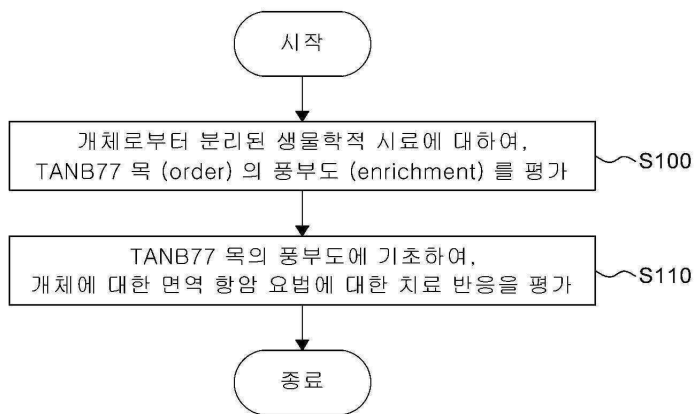 시작
개체로부터 분리된 생물학적 시료에 대하여,
TANB77 목 (order) 의 풍부도 (enrichment) 를 평가
S100
TANB77 목의 풍부도에 기초하여,
개체에 대한 면역 항암 요법에 대한 치료 반응을 평가
S110
종료